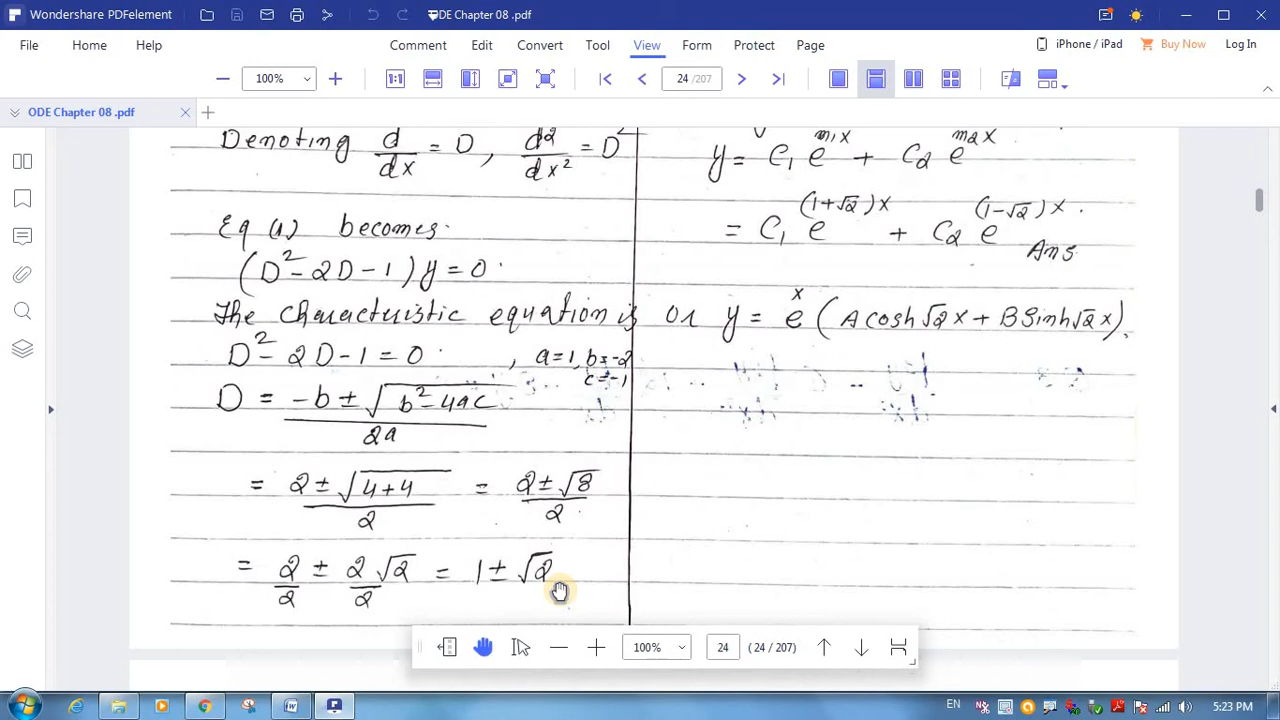 Wondershare PDFelement
ODE Chapter 08 .pdf
File Home Help Comment Edit Convert Tool View Form Protect Page iPhone / iPad Buy Now Log In
100% 24 /207
ODE Chapter 08 .pdf
Denoting d/dx = D, d2/dx² = D²
Eq (1) becomes
(D² - 2D - 1) y = 0
The characteristic equation is
D² - 2D - 1 = 0 , a=1, b=-2
c=-1
D = -b ± √b² - 4ac / 2a
= 2 ± √4+4 / 2 = 2 ± √8 / 2
= 2/2 ± 2√2/2 = 1 ± √2
y = C₁ e^m₁x + C₂ e^m₂x
= C₁ e^(1+√2)x + C₂ e^(1-√2)x .
Ans
or y = e^x (A cosh √2 x + B Sinh √2 x).
100% 24 (24 / 207)
EN 5:23 PM